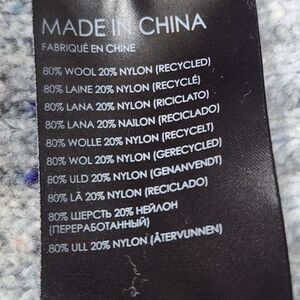 MADE IN CHINA
FABRIQUÉ EN CHINE
80% WOOL 20% NYLON (RECYCLED)
80% LAINE 20% NYLON (RECYCLÉ)
80% LANA 20% NYLON (RICICLATO)
80% LANA 20% NAILON (RECICLADO)
80% WOLLE 20% NYLON (RECYCELT)
80% WOL 20% NYLON (GERECYCLED)
80% ULD 20% NYLON (GENANVENDT)
80% LÃ 20% NYLON (RECICLADO)
80% ШЕРСТЬ 20% НЕЙЛОН
(ПЕРЕРАБОТАННЫЙ)
80% ULL 20% NYLON (ÅTERVUNNEN)